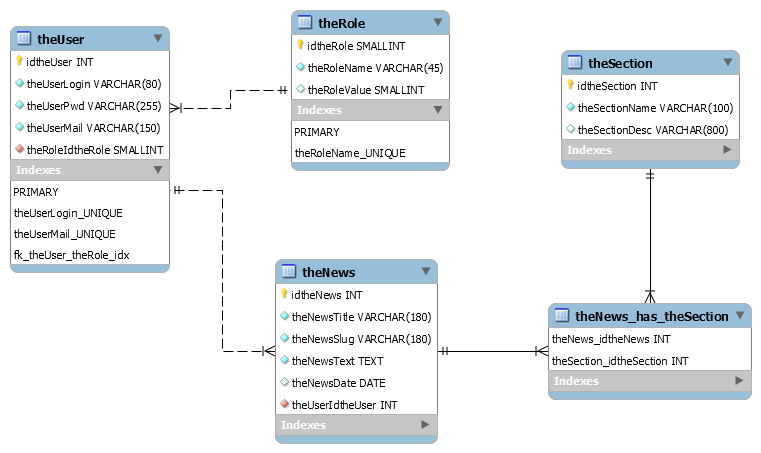 theUser
idtheUser INT
theUserLogin VARCHAR(80)
theUserPwd VARCHAR(255)
theUserMail VARCHAR(150)
theRoleIdtheRole SMALLINT
Indexes
PRIMARY
theUserLogin_UNIQUE
theUserMail_UNIQUE
fk_theUser_theRole_idx
theRole
idtheRole SMALLINT
theRoleName VARCHAR(45)
theRoleValue SMALLINT
Indexes
PRIMARY
theRoleName_UNIQUE
theSection
idtheSection INT
theSectionName VARCHAR(100)
theSectionDesc VARCHAR(800)
Indexes
theNews
idtheNews INT
theNewsTitle VARCHAR(180)
theNewsSlug VARCHAR(180)
theNewsText TEXT
theNewsDate DATE
theUserIdtheUser INT
Indexes
theNews_has_theSection
theNews_idtheNews INT
theSection_idtheSection INT
Indexes